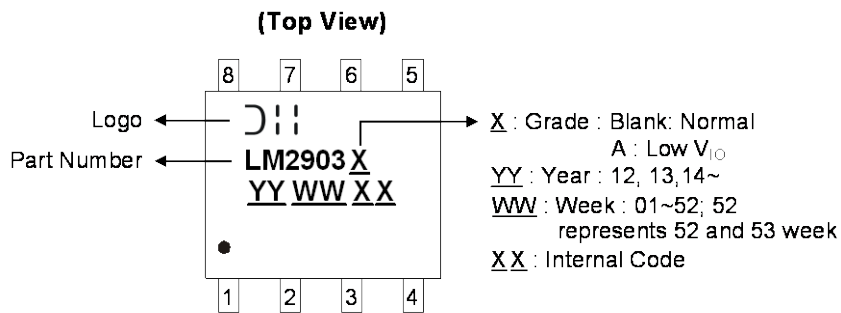 (Top View)
8 7 6 5
Logo
Part Number
LM2903 X
YY WW X X
X : Grade : Blank: Normal
A : Low VIO
YY : Year : 12, 13,14~
WW : Week : 01~52; 52
represents 52 and 53 week
X X : Internal Code
1 2 3 4